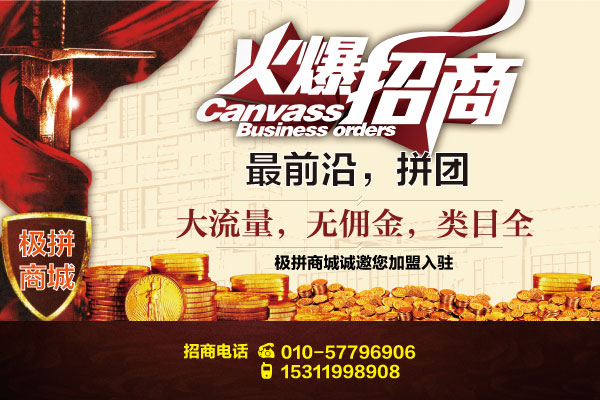 火爆招商
Canvass
Business orders
最前沿，拼团
大流量，无佣金，类目全
极拼商城诚邀您加盟入驻
极拼
商城
招商电话 010-57796906
15311998908